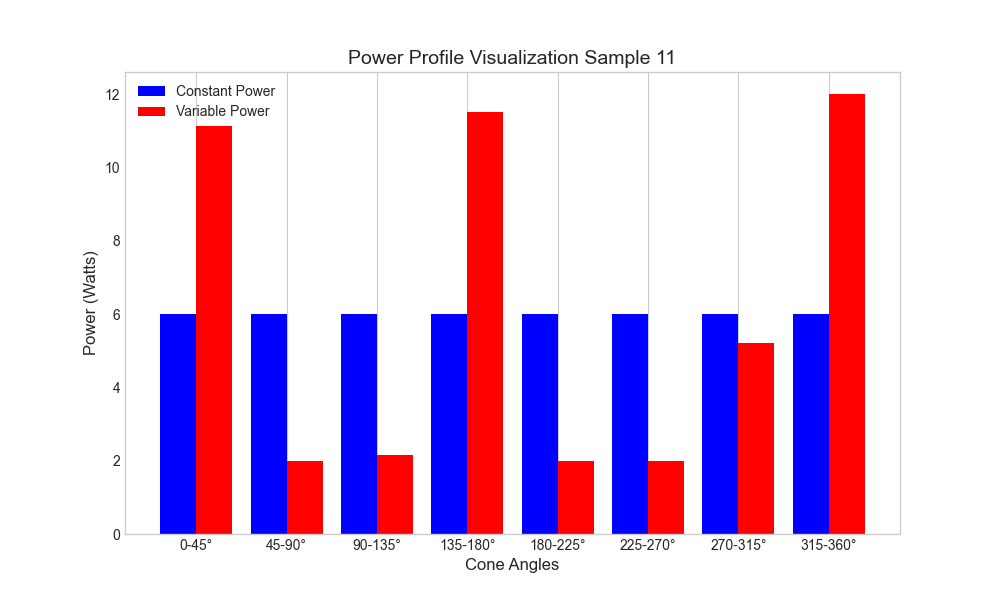 Power Profile Visualization Sample 11
Constant Power
Variable Power
Power (Watts)
12
10
8
6
4
2
0
0-45° 45-90° 90-135° 135-180° 180-225° 225-270° 270-315° 315-360°
Cone Angles